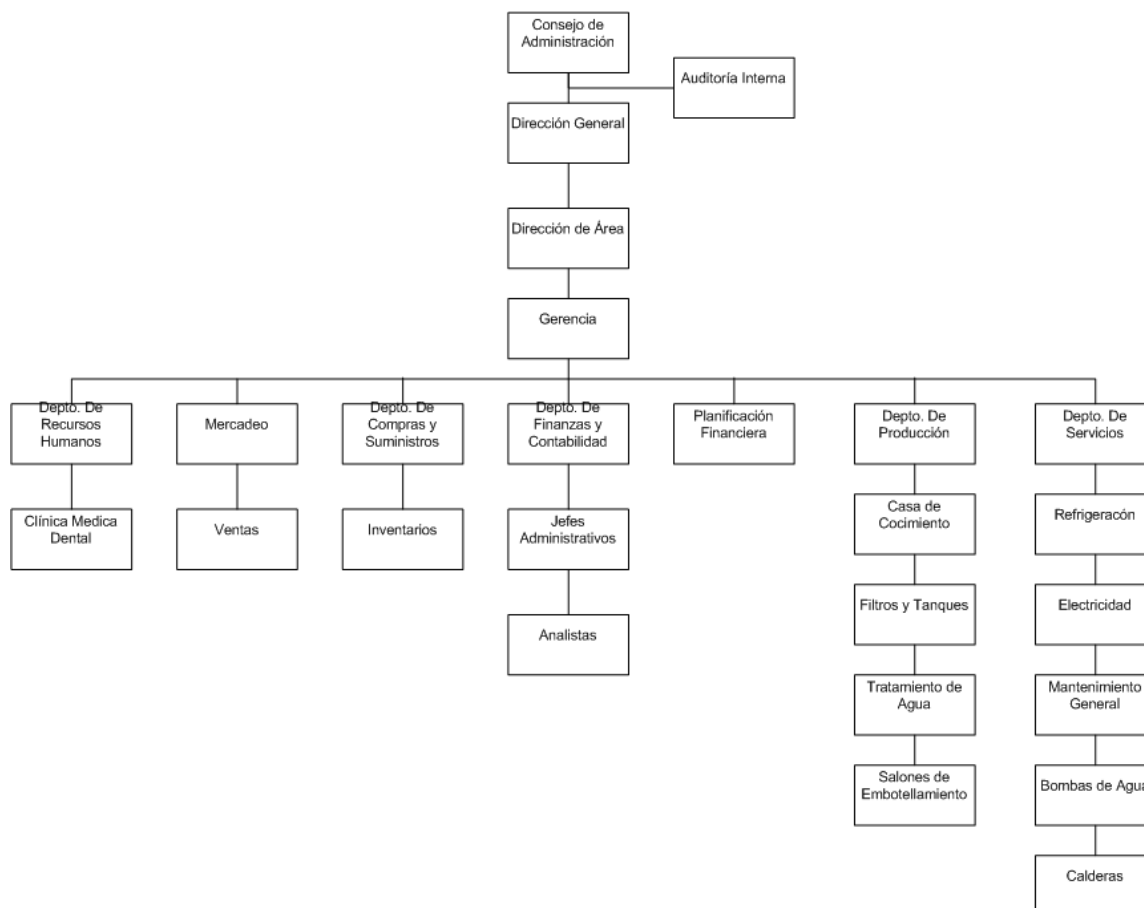 Consejo de
Administración
Auditoría Interna
Dirección General
Dirección de Área
Gerencia
Depto. De
Recursos
Humanos
Mercadeo
Depto. De
Compras y
Suministros
Depto. De
Finanzas y
Contabilidad
Planificación
Financiera
Depto. De
Producción
Depto. De
Servicios
Clínica Medica
Dental
Ventas
Inventarios
Jefes
Administrativos
Casa de
Cocimiento
Refrigeracón
Analistas
Filtros y Tanques
Electricidad
Tratamiento de
Agua
Mantenimiento
General
Salones de
Embotellamiento
Bombas de Agua
Calderas